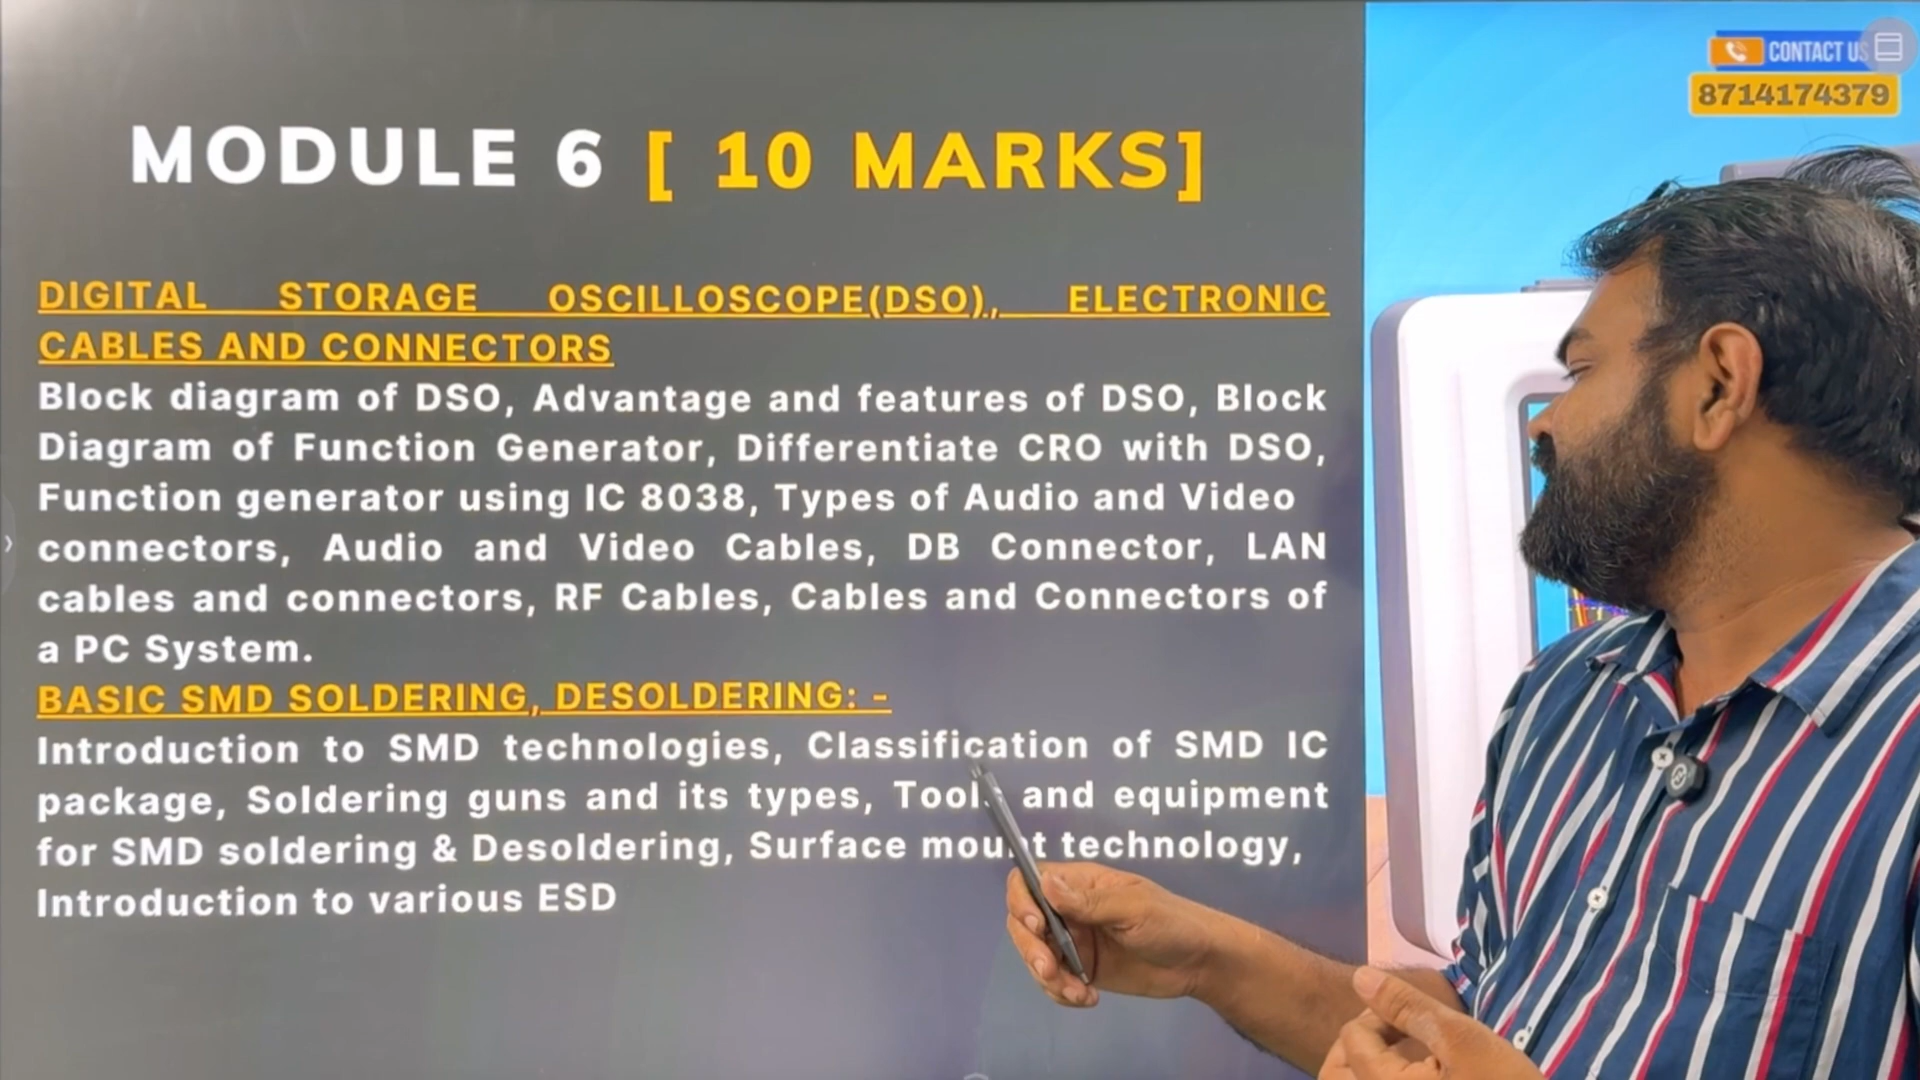 CONTACT US
8714174379
MODULE 6 [ 10 MARKS]
DIGITAL STORAGE OSCILLOSCOPE(DSO), ELECTRONIC
CABLES AND CONNECTORS
Block diagram of DSO, Advantage and features of DSO, Block
Diagram of Function Generator, Differentiate CRO with DSO,
Function generator using IC 8038, Types of Audio and Video
connectors, Audio and Video Cables, DB Connector, LAN
cables and connectors, RF Cables, Cables and Connectors of
a PC System.
BASIC SMD SOLDERING, DESOLDERING: -
Introduction to SMD technologies, Classification of SMD IC
package, Soldering guns and its types, Tools and equipment
for SMD soldering & Desoldering, Surface mount technology,
Introduction to various ESD